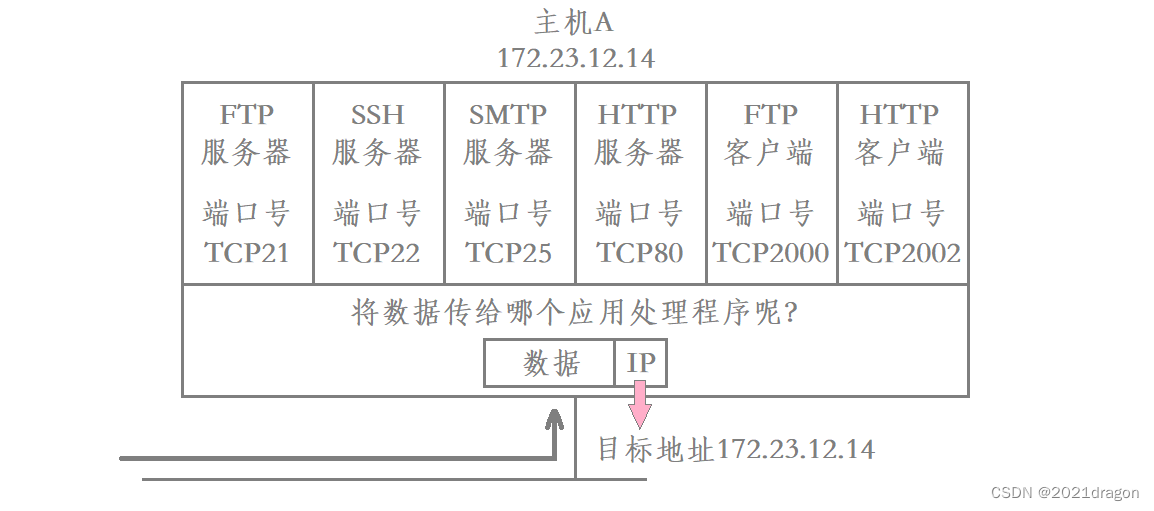 主机A
172.23.12.14
FTP SSH SMTP HTTP FTP HTTP
服务器 服务器 服务器 服务器 客户端 客户端
端口号 端口号 端口号 端口号 端口号 端口号
TCP21 TCP22 TCP25 TCP80 TCP2000 TCP2002
将数据传给哪个应用处理程序呢?
数据 IP
目标地址172.23.12.14
CSDN @2021dragon